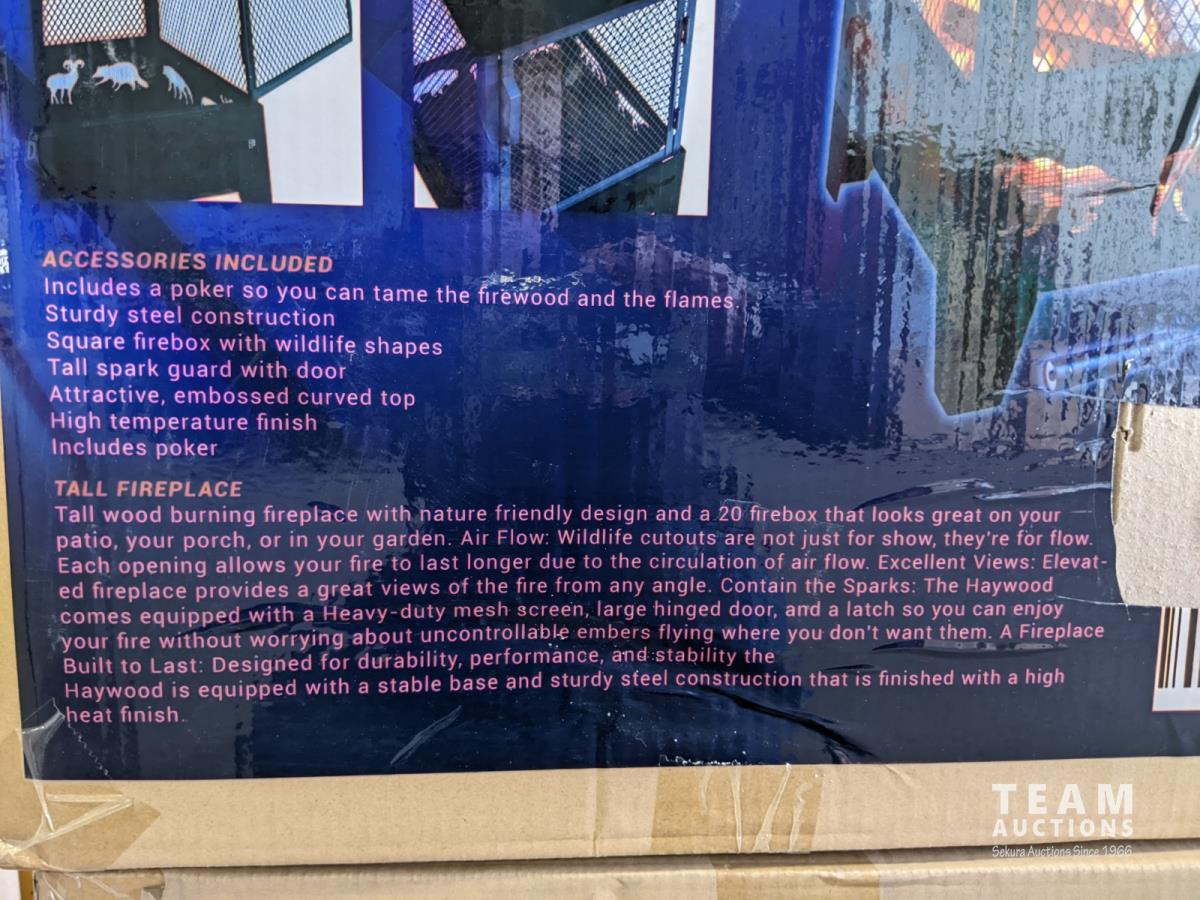 ACCESSORIES INCLUDED
Includes a poker so you can tame the firewood and the flames.
Sturdy steel construction
Square firebox with wildlife shapes
Tall spark guard with door
Attractive, embossed curved top
High temperature finish
Includes poker
TALL FIREPLACE
Tall wood burning fireplace with nature friendly design and a 20 firebox that looks great on your
patio, your porch, or in your garden. Air Flow: Wildlife cutouts are not just for show, they're for flow.
Each opening allows your fire to last longer due to the circulation of air flow. Excellent Views: Elevat-
ed fireplace provides a great views of the fire from any angle. Contain the Sparks: The Haywood
comes equipped with a Heavy-duty mesh screen, large hinged door, and a latch so you can enjoy
your fire without worrying about uncontrollable embers flying where you don't want them. A Fireplace
Built to Last: Designed for durability, performance, and stability the
Haywood is equipped with a stable base and sturdy steel construction that is finished with a high
heat finish.
TEAM
AUCTIONS
Sekura Auctions Since 1966